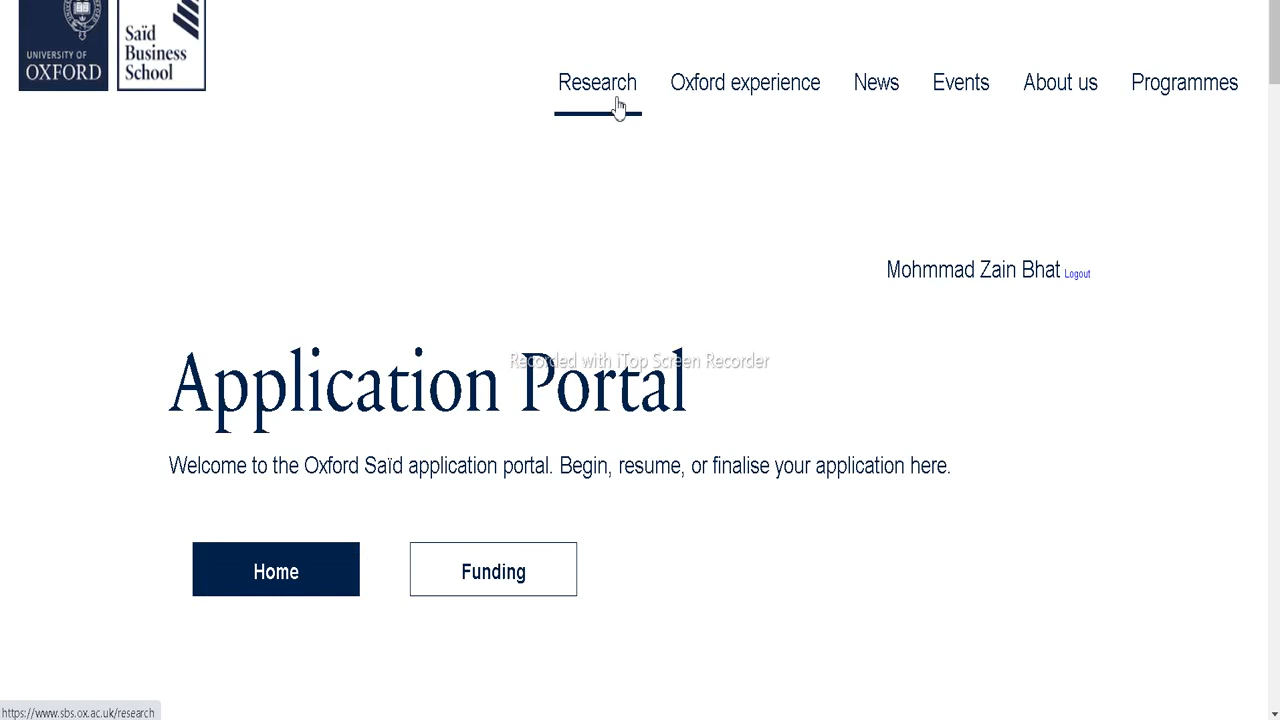 UNIVERSITY OF
OXFORD
Saïd
Business
School
Research Oxford experience News Events About us Programmes
Mohmmad Zain Bhat Logout
Recorded with iTop Screen Recorder
Application Portal
Welcome to the Oxford Saïd application portal. Begin, resume, or finalise your application here.
Home Funding
https://www.sbs.ox.ac.uk/research